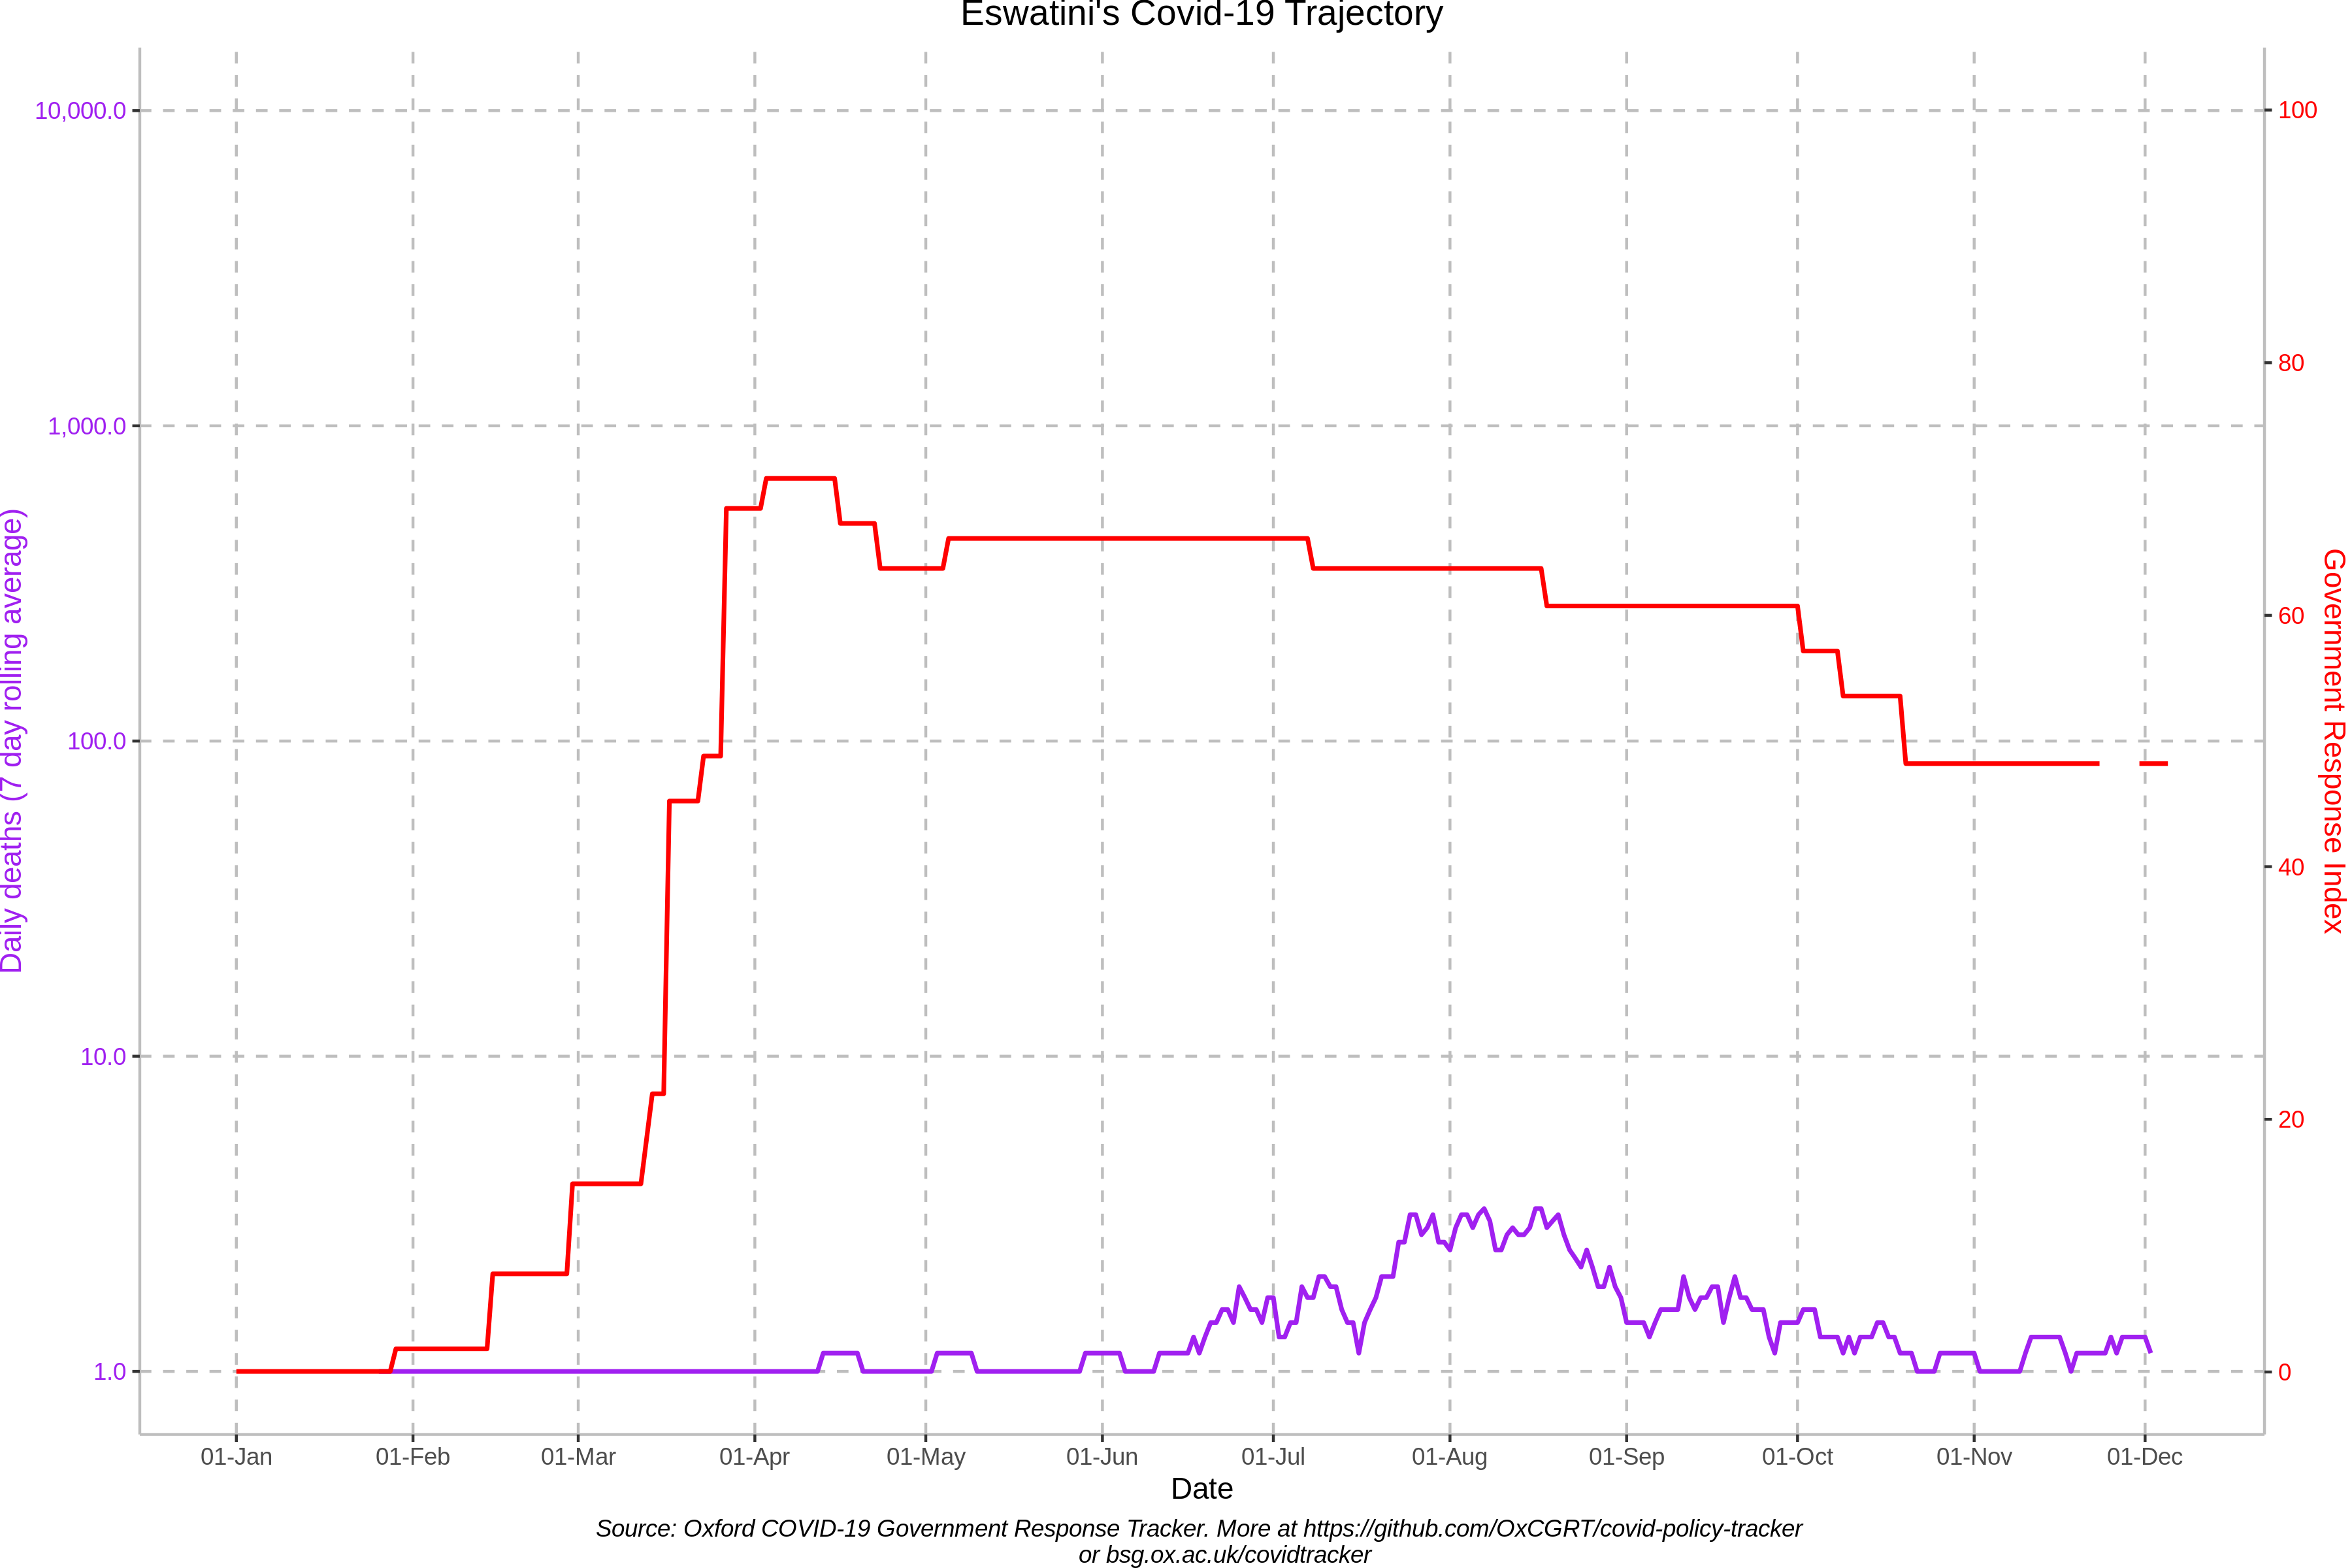 Eswatini's Covid-19 Trajectory
10,000.0
1,000.0
100.0
10.0
1.0
Daily deaths (7 day rolling average)
100
80
60
40
20
0
Government Response Index
01-Jan 01-Feb 01-Mar 01-Apr 01-May 01-Jun 01-Jul 01-Aug 01-Sep 01-Oct 01-Nov 01-Dec
Date
Source: Oxford COVID-19 Government Response Tracker. More at https://github.com/OxCGRT/covid-policy-tracker
or bsg.ox.ac.uk/covidtracker